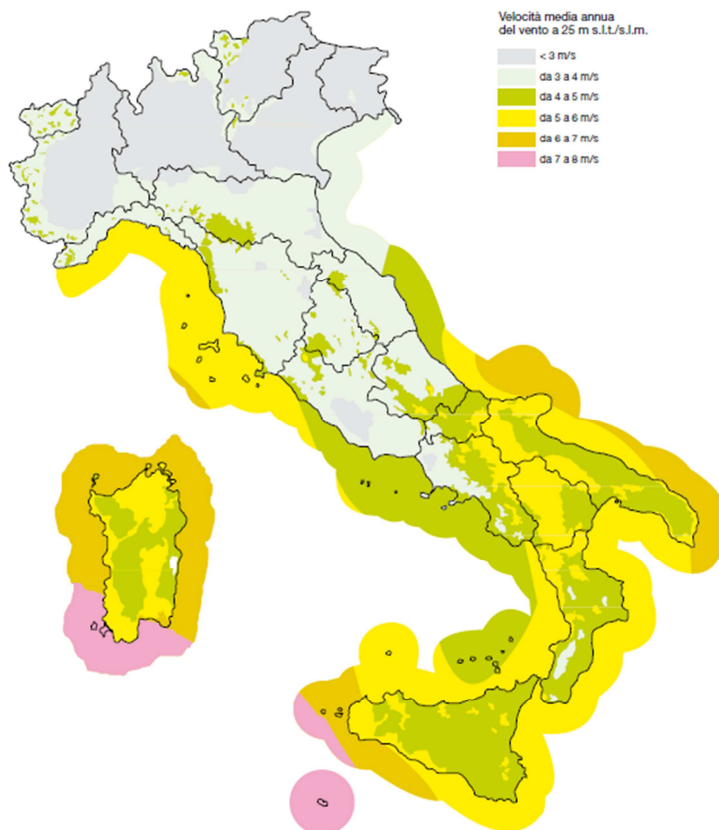 Velocità media annua
del vento a 25 m s.l.t./s.l.m.
< 3 m/s
da 3 a 4 m/s
da 4 a 5 m/s
da 5 a 6 m/s
da 6 a 7 m/s
da 7 a 8 m/s